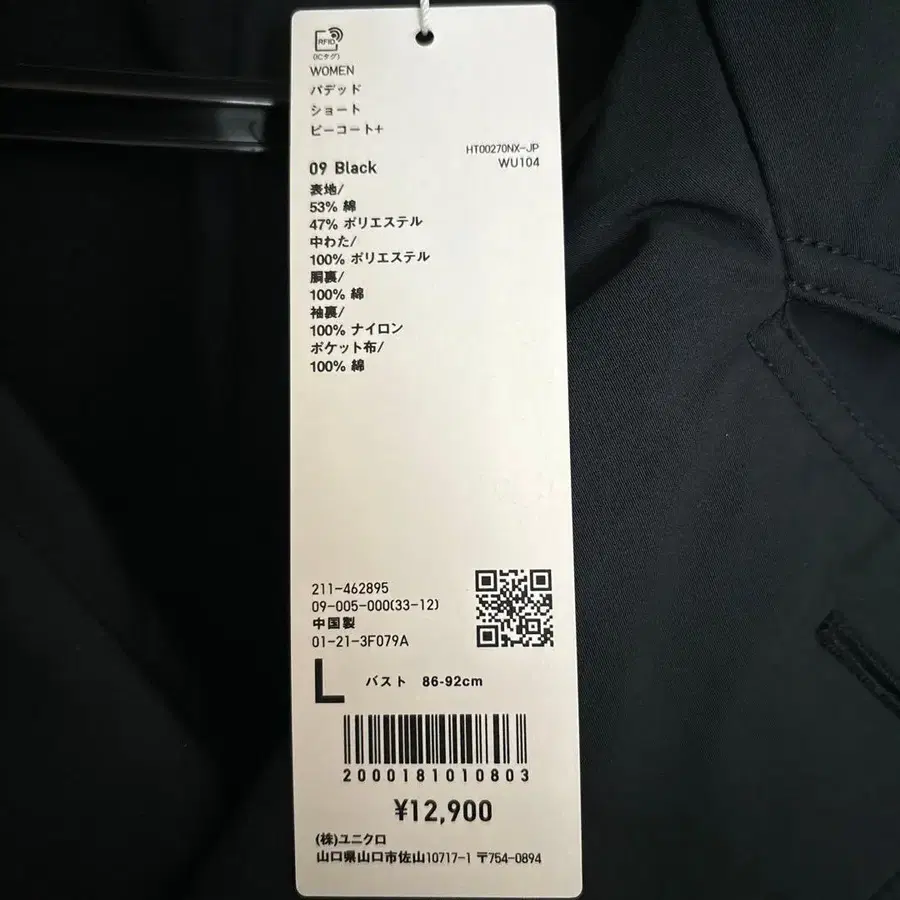 RFID
(ICタグ)
WOMEN
パデッド
ショート
ピーコート+
HT00270NX-JP
WU104
09 Black
表地/
53% 綿
47% ポリエステル
中わた/
100% ポリエステル
胴裏/
100% 綿
袖裏/
100% ナイロン
ポケット布/
100% 綿
211-462895
09-005-000(33-12)
中国製
01-21-3F079A
L バスト 86-92cm
2000181010803
¥12,900
(株)ユニクロ
山口県山口市佐山10717-1 〒754-0894